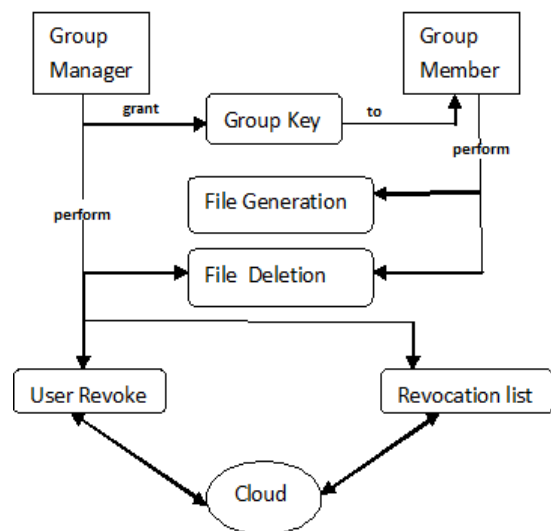 Group
Manager
Group
Member
grant
Group Key
to
perform
File Generation
perform
File Deletion
User Revoke
Revocation list
Cloud